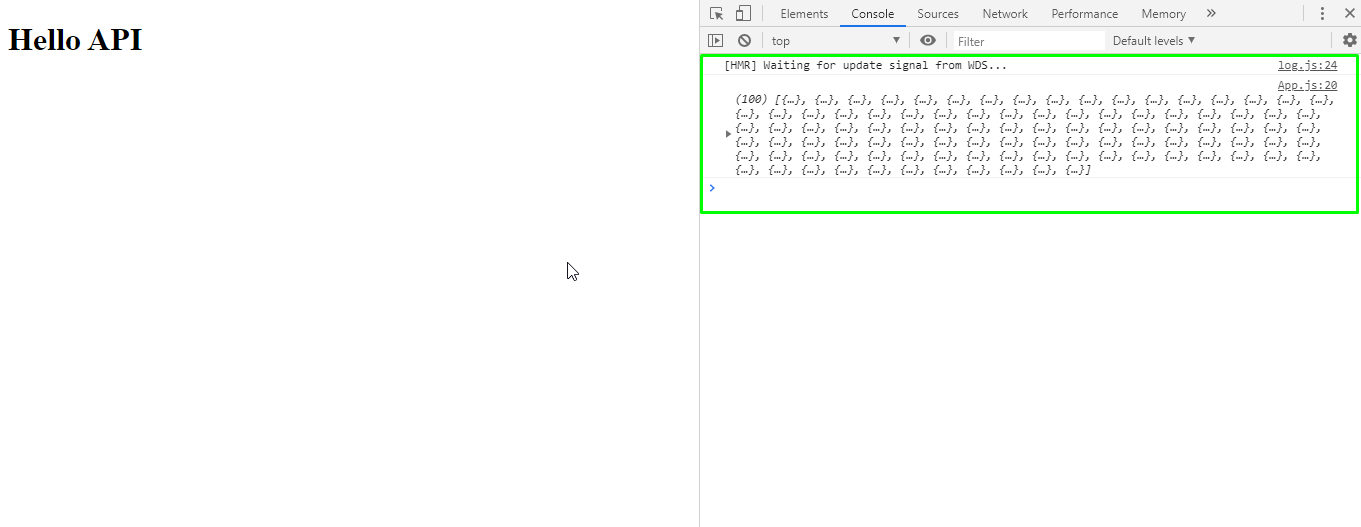 Hello API
Elements Console Sources Network Performance Memory »
top Filter Default levels
[HMR] Waiting for update signal from WDS... log.js:24
App.js:20
(100) [{…}, {…}, {…}, {…}, {…}, {…}, {…}, {…}, {…}, {…}, {…}, {…}, {…}, {…}, {…}, {…}, {…},
{…}, {…}, {…}, {…}, {…}, {…}, {…}, {…}, {…}, {…}, {…}, {…}, {…}, {…}, {…}, {…}, {…}, {…},
{…}, {…}, {…}, {…}, {…}, {…}, {…}, {…}, {…}, {…}, {…}, {…}, {…}, {…}, {…}, {…}, {…}, {…},
{…}, {…}, {…}, {…}, {…}, {…}, {…}, {…}, {…}, {…}, {…}, {…}, {…}, {…}, {…}, {…}, {…}, {…},
{…}, {…}, {…}, {…}, {…}, {…}, {…}, {…}, {…}, {…}, {…}, {…}, {…}, {…}, {…}, {…}, {…}, {…},
{…}, {…}, {…}, {…}, {…}, {…}, {…}, {…}, {…}, {…}, {…}]